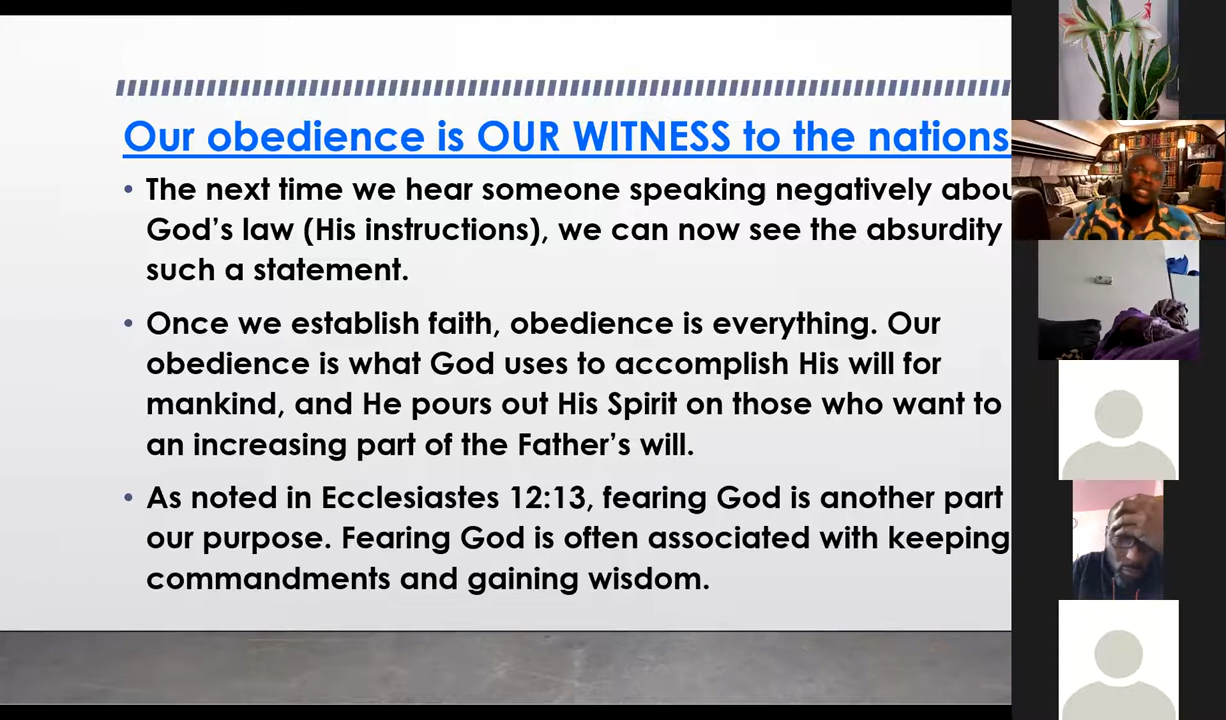 Our obedience is OUR WITNESS to the nations
• The next time we hear someone speaking negatively abou
God's law (His instructions), we can now see the absurdity
such a statement.
• Once we establish faith, obedience is everything. Our
obedience is what God uses to accomplish His will for
mankind, and He pours out His Spirit on those who want to
an increasing part of the Father's will.
• As noted in Ecclesiastes 12:13, fearing God is another part
our purpose. Fearing God is often associated with keeping
commandments and gaining wisdom.